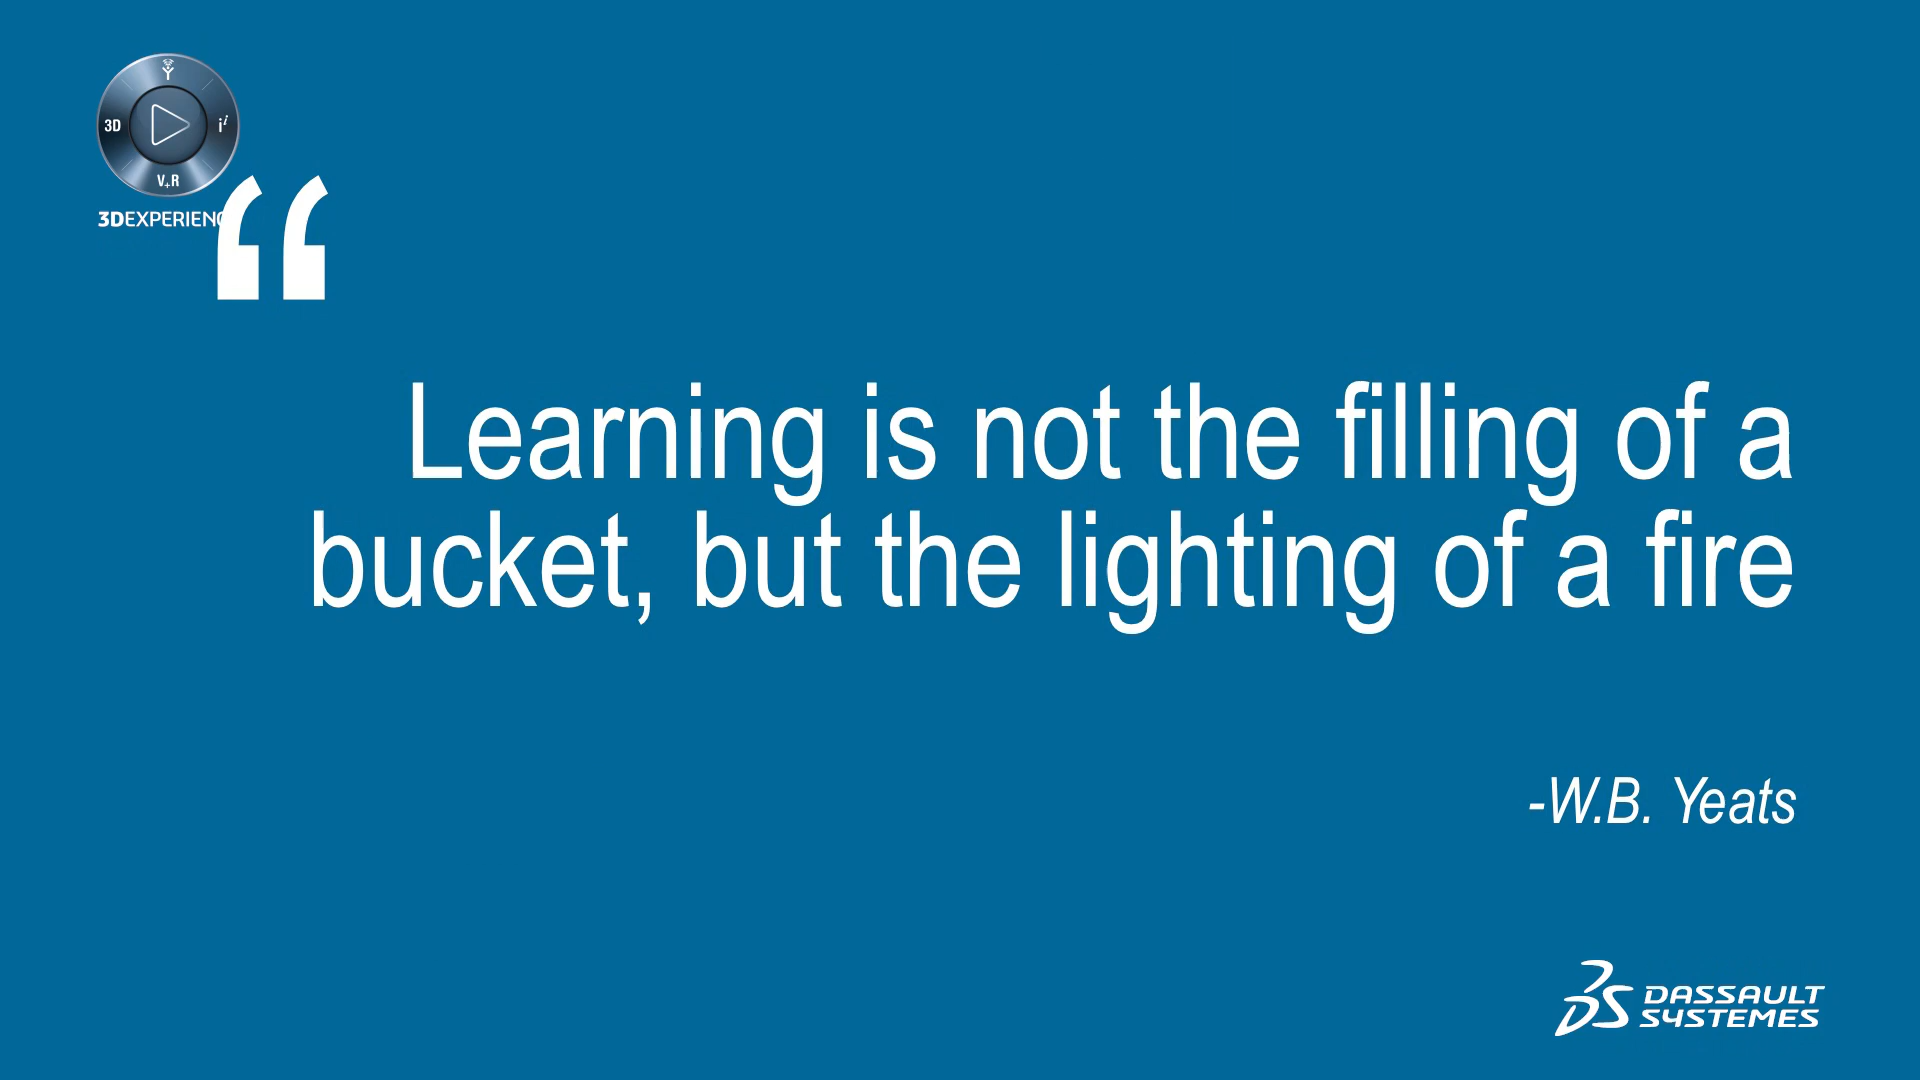 3D
i i
V+R
3DEXPERIENC
“
Learning is not the filling of a
bucket, but the lighting of a fire
-W.B. Yeats
DASSAULT
SYSTEMES